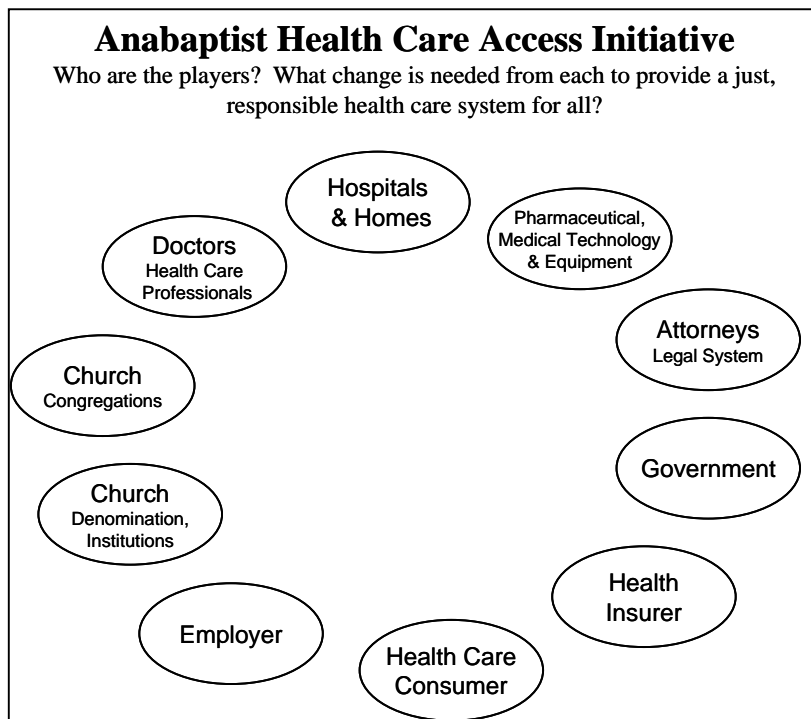 Anabaptist Health Care Access Initiative
Who are the players?  What change is needed from each to provide a just,
responsible health care system for all?
Hospitals
& Homes
Pharmaceutical,
Medical Technology
& Equipment
Attorneys
Legal System
Government
Health
Insurer
Health Care
Consumer
Employer
Church
Denomination,
Institutions
Church
Congregations
Doctors
Health Care
Professionals